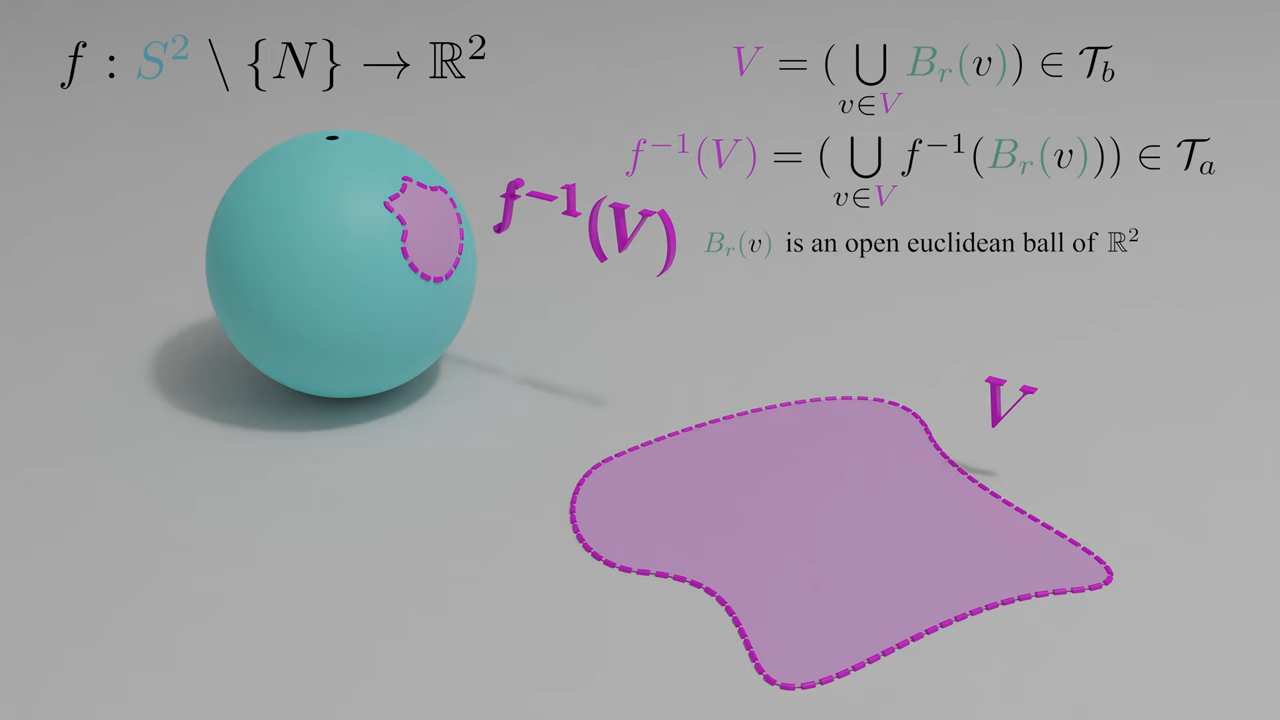 f : S² \ {N} → ℝ²
V = ( ⋃_{v∈V} B_r(v)) ∈ 𝒯_b
f⁻¹(V) = ( ⋃_{v∈V} f⁻¹(B_r(v))) ∈ 𝒯_a
B_r(v) is an open euclidean ball of ℝ²
f⁻¹(V)
V